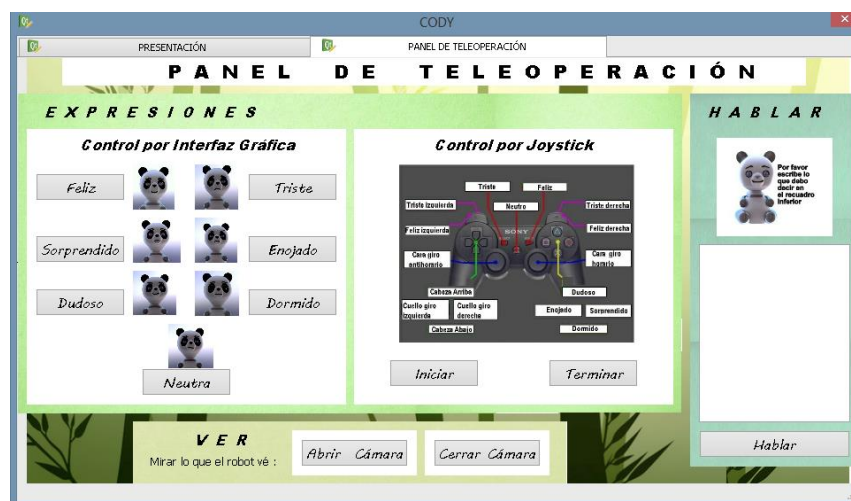 CODY
PRESENTACIÓN
PANEL DE TELEOPERACIÓN
PANEL DE TELEOPERACIÓN
EXPRESIONES
Control por Interfaz Gráfica
Feliz
Triste
Sorprendido
Enojado
Dudoso
Dormido
Neutra
Control por Joystick
Triste
Feliz
Triste Izquierda
Neutro
Triste derecha
Feliz izquierda
SONY
Feliz derecha
Cara giro
antihorario
Cara giro
horario
Cabeza Arriba
Dudoso
Cuello giro
Izquierda
Cuello giro
derecha
Enojado
Sorprendido
Cabeza Abajo
Dormido
Iniciar
Terminar
HABLAR
Por favor
escribe lo
que debo
decir en
el recuadro
inferior
Hablar
VER
Mirar lo que el robot vé :
Abrir Cámara
Cerrar Cámara